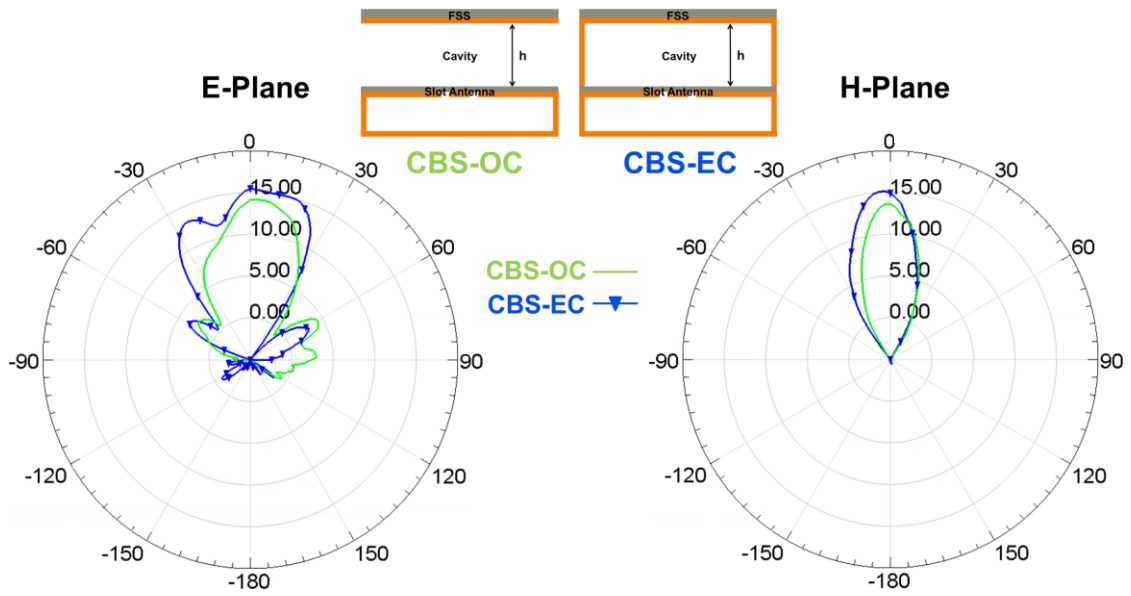 FSS
Cavity
h
Slot Antenna
CBS-OC
FSS
Cavity
h
Slot Antenna
CBS-EC
E-Plane
0
30
60
90
120
150
-180
-150
-120
-90
-60
-30
15.00
10.00
5.00
0.00
CBS-OC
CBS-EC
H-Plane
0
30
60
90
120
150
-180
-150
-120
-90
-60
-30
15.00
10.00
5.00
0.00